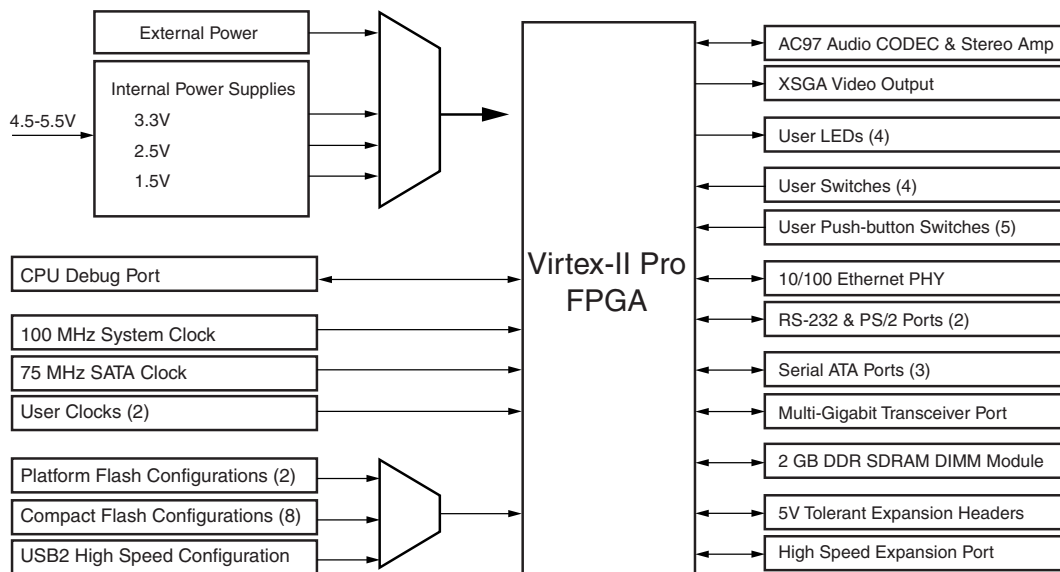 External Power
Internal Power Supplies
4.5-5.5V
3.3V
2.5V
1.5V
CPU Debug Port
100 MHz System Clock
75 MHz SATA Clock
User Clocks (2)
Platform Flash Configurations (2)
Compact Flash Configurations (8)
USB2 High Speed Configuration
Virtex-II Pro
FPGA
AC97 Audio CODEC & Stereo Amp
XSGA Video Output
User LEDs (4)
User Switches (4)
User Push-button Switches (5)
10/100 Ethernet PHY
RS-232 & PS/2 Ports (2)
Serial ATA Ports (3)
Multi-Gigabit Transceiver Port
2 GB DDR SDRAM DIMM Module
5V Tolerant Expansion Headers
High Speed Expansion Port